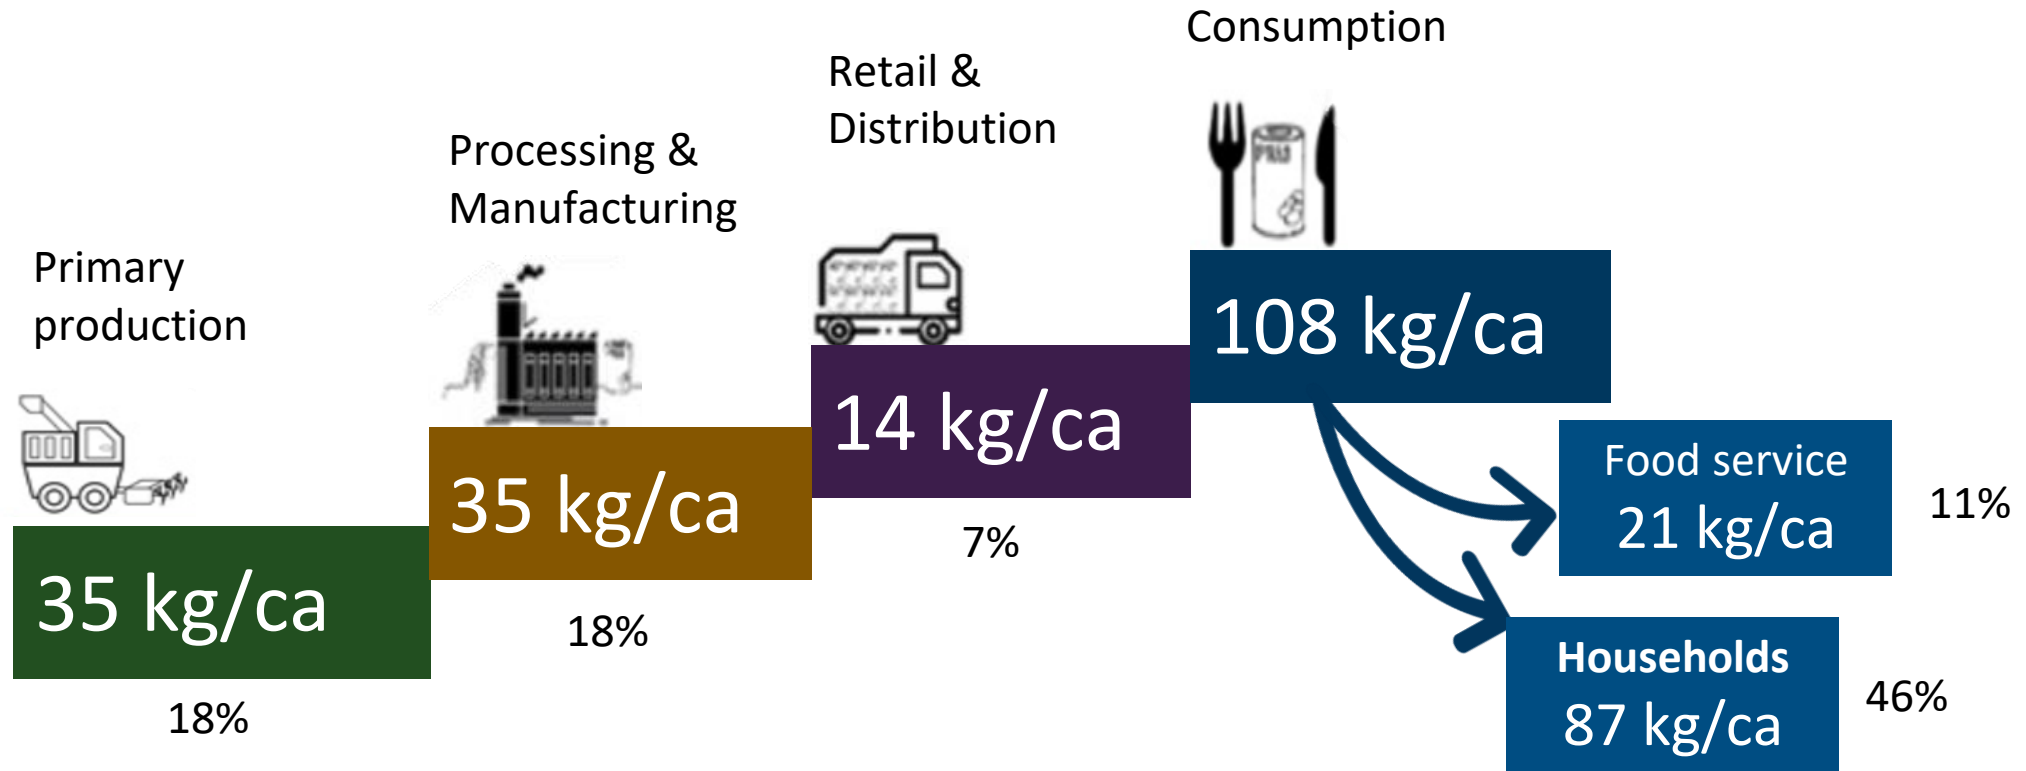 Primary
production
35 kg/ca
18%
Processing &
Manufacturing
35 kg/ca
18%
Retail &
Distribution
14 kg/ca
7%
Consumption
108 kg/ca
Food service
21 kg/ca
11%
Households
87 kg/ca
46%